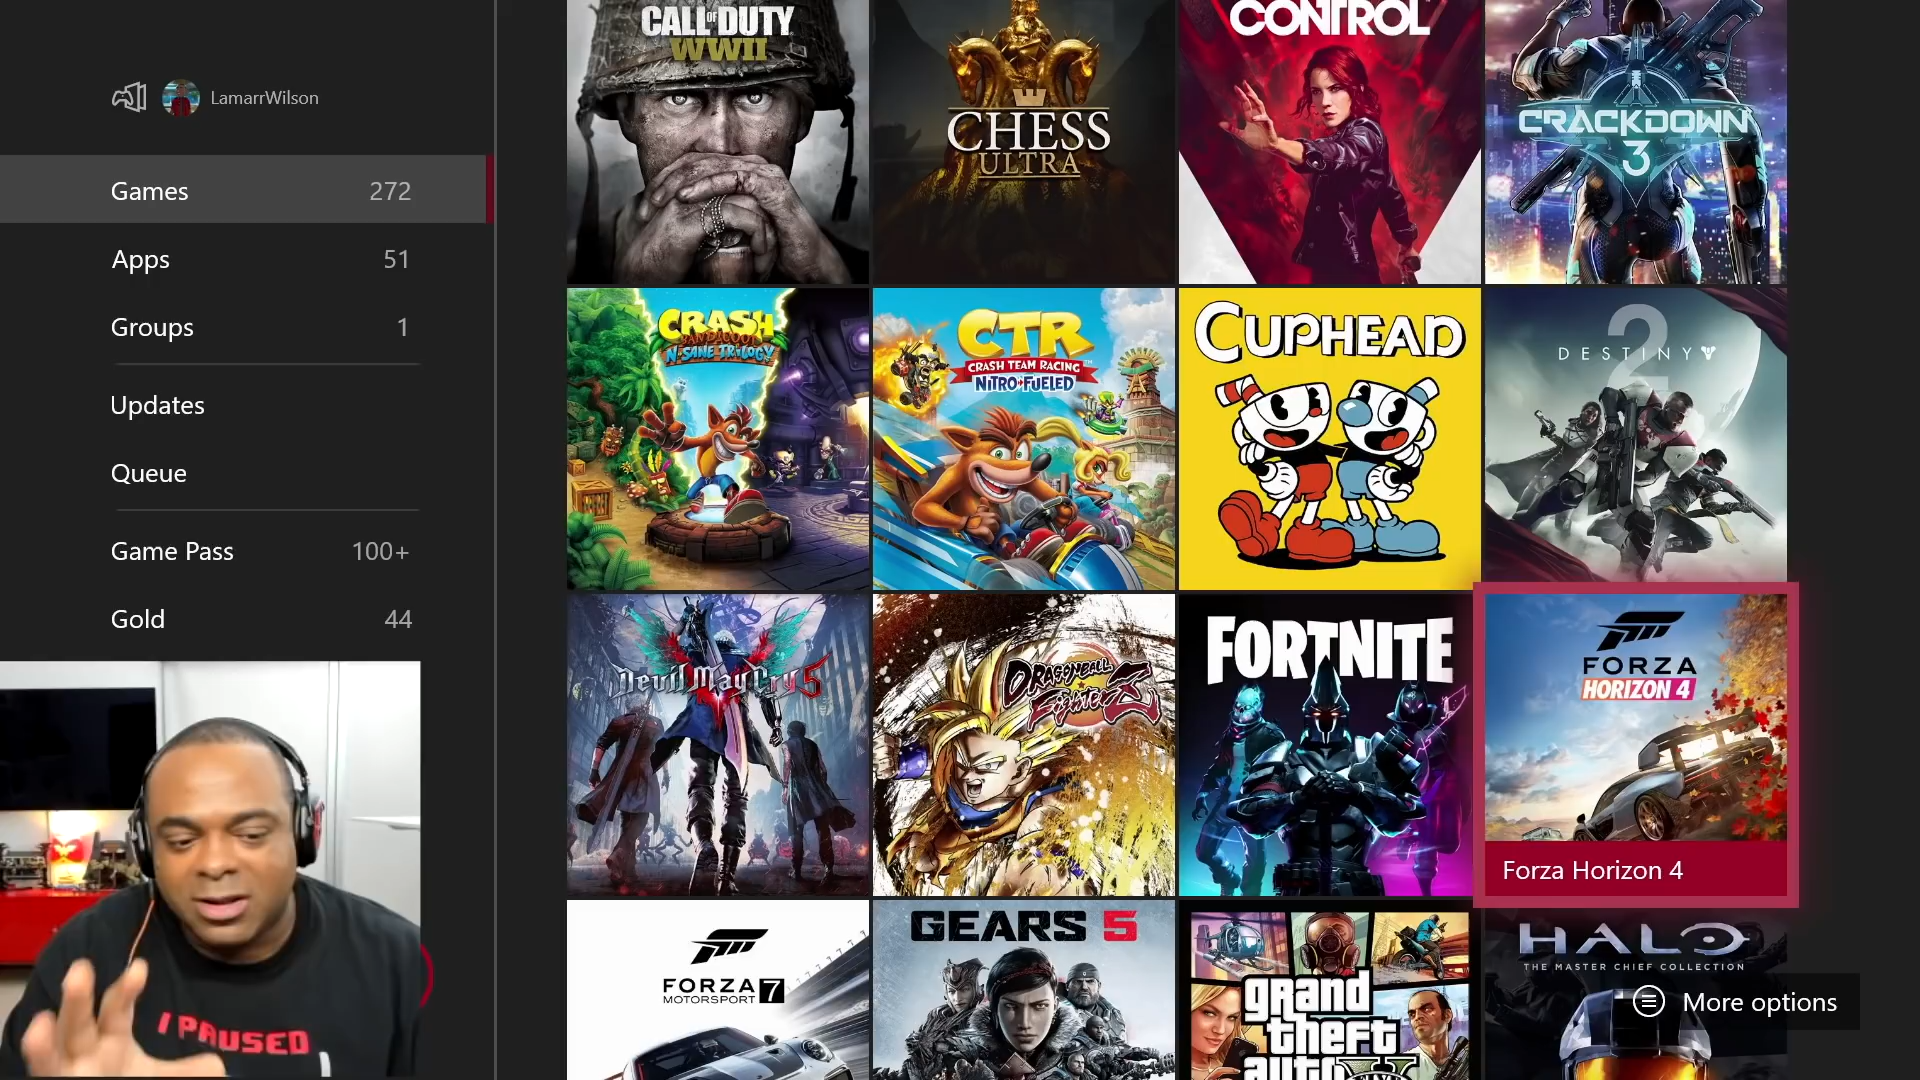 LamarrWilson
Games 272
Apps 51
Groups 1
Updates
Queue
Game Pass 100+
Gold 44
CALL OF DUTY
WWII
CHESS
ULTRA
CONTROL
CRACKDOWN
3
CRASH
BANDICOOT
N. SANE TRILOGY
CTR
CRASH TEAM RACING
NITRO-FUELED
CUPHEAD
2
DESTINY
Devil May Cry 5
DRAGONBALL
FighterZ
FORTNITE
FORZA
HORIZON 4
Forza Horizon 4
FORZA
MOTORSPORT 7
GEARS 5
grand
theft
auto
V
HALO
THE MASTER CHIEF COLLECTION
More options
I PAUSED